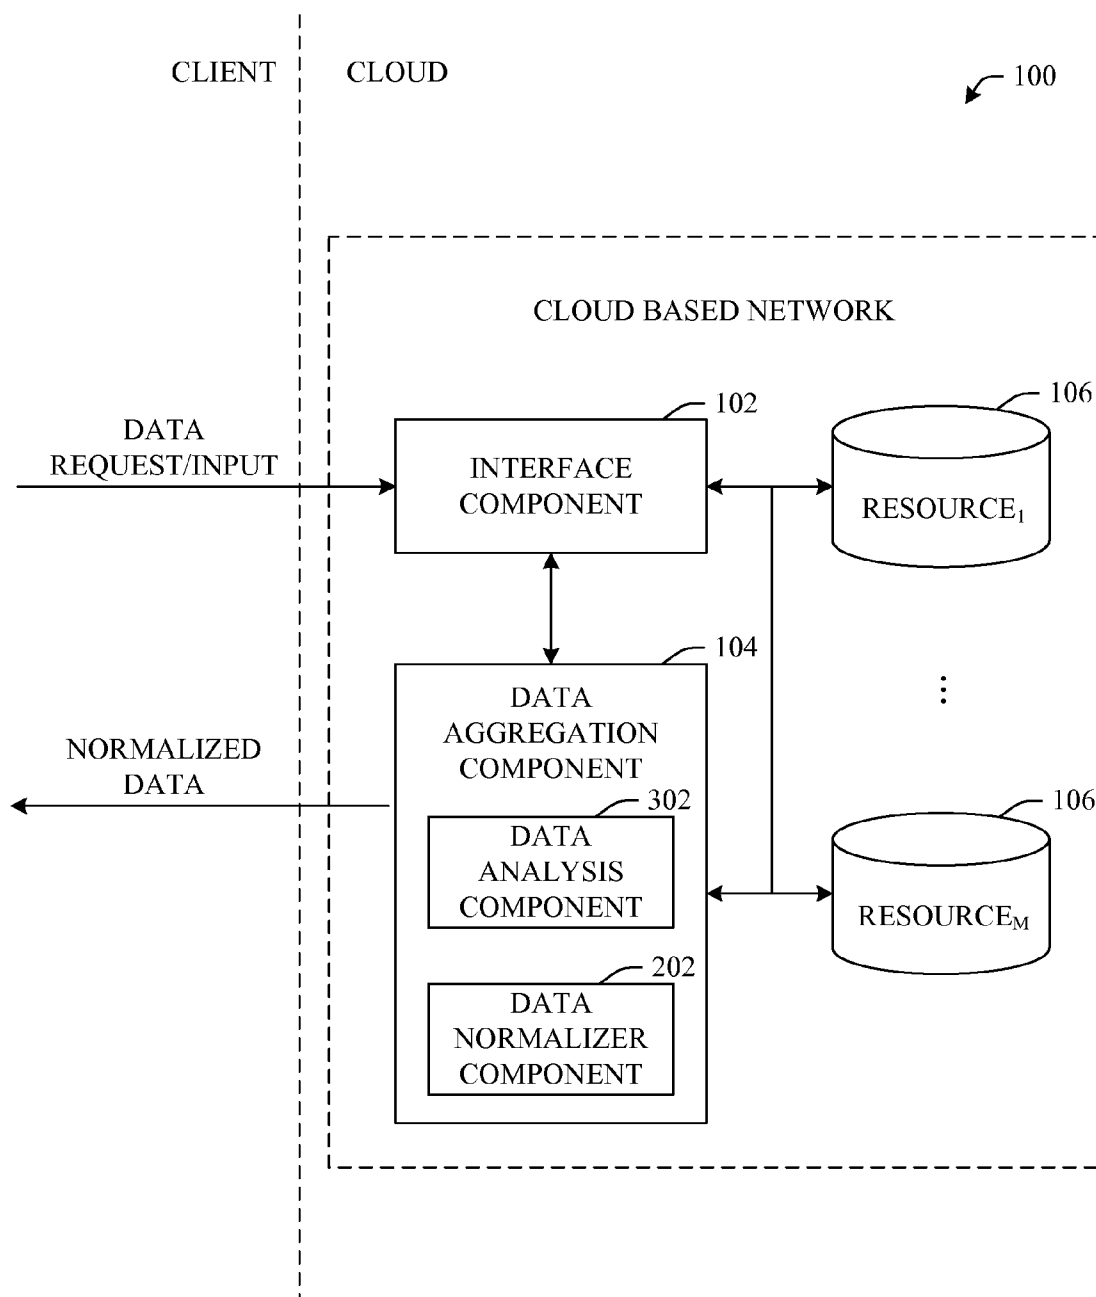 CLIENT
CLOUD
100
CLOUD BASED NETWORK
102
106
DATA
REQUEST/INPUT
INTERFACE
COMPONENT
RESOURCE₁
104
DATA
AGGREGATION
COMPONENT
NORMALIZED
DATA
302
106
DATA
ANALYSIS
COMPONENT
RESOURCEM
202
DATA
NORMALIZER
COMPONENT